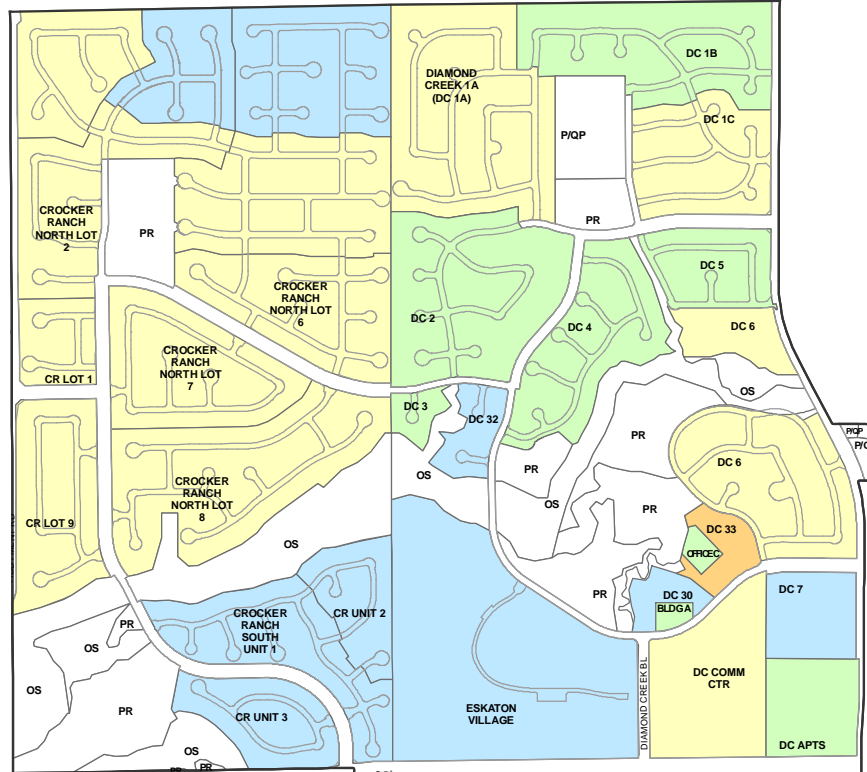 DC 1B
DIAMOND
CREEK 1A
(DC 1A)
DC 1C
P/QP
PR
CROCKER
RANCH
NORTH LOT
2
PR
DC 5
CROCKER
RANCH
NORTH LOT
6
DC 2
DC 4
DC 6
CROCKER
RANCH
NORTH LOT
7
CR LOT 1
OS
DC 3
DC 32
PR
P/QP
DC 6
PR
OS
CROCKER
RANCH
NORTH LOT
8
OS
PR
CR LOT 9
DC 33
OS
OFFICE C
DC 7
PR
DC 30
BLDG A
CR UNIT 2
CROCKER
RANCH
SOUTH
UNIT 1
PR
OS
DC COMM
CTR
OS
DIAMOND CREEK BL
PR
ESKATON
VILLAGE
CR UNIT 3
DC APTS
OS
PR
PR